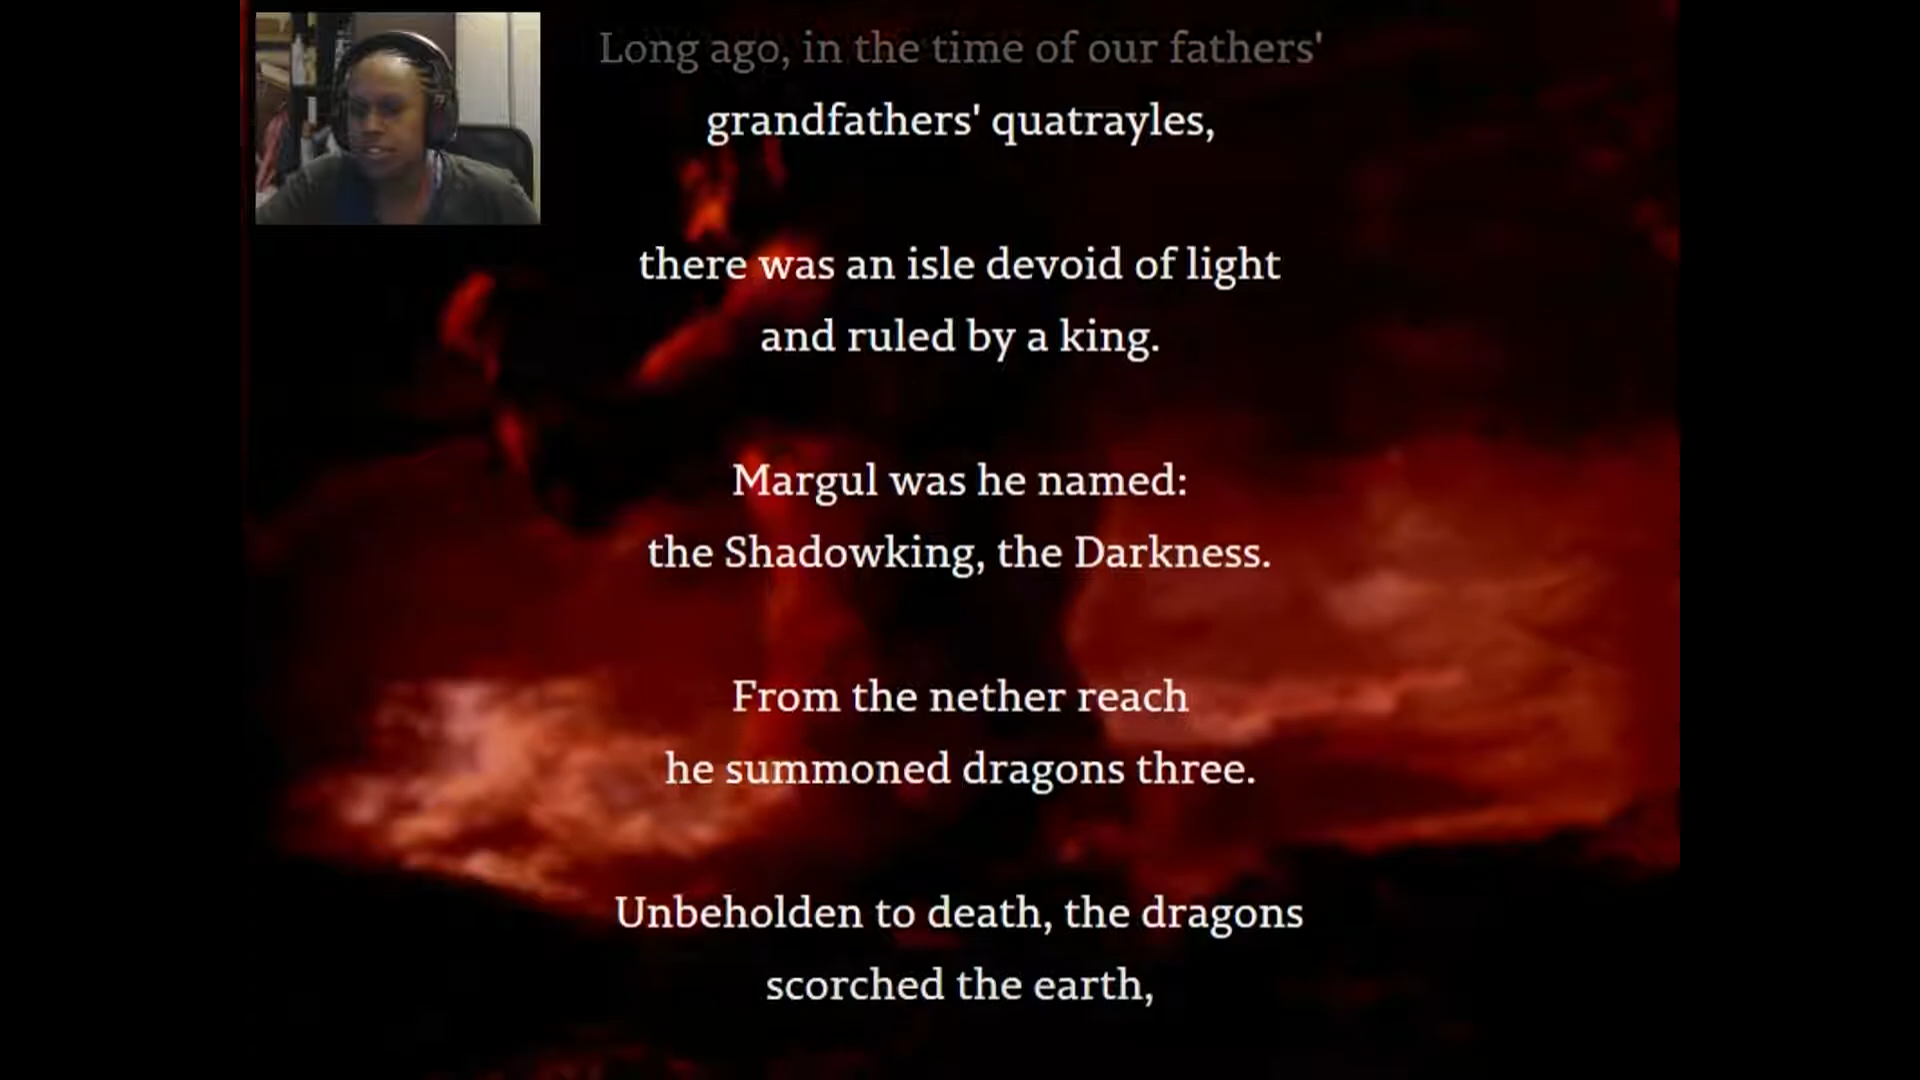 Long ago, in the time of our fathers'
grandfathers' quatrayles,
there was an isle devoid of light
and ruled by a king.
Margul was he named:
the Shadowking, the Darkness.
From the nether reach
he summoned dragons three.
Unbeholden to death, the dragons
scorched the earth,